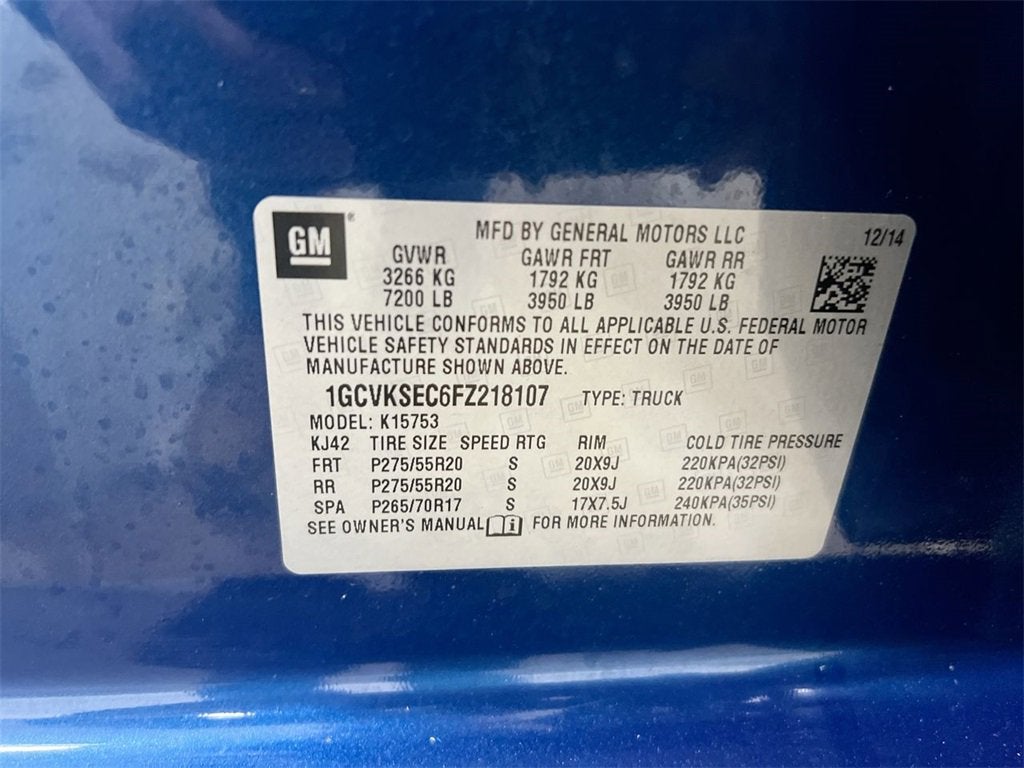 GM ®
MFD BY GENERAL MOTORS LLC 12/14
GVWR GAWR FRT GAWR RR
3266 KG 1792 KG 1792 KG
7200 LB 3950 LB 3950 LB
THIS VEHICLE CONFORMS TO ALL APPLICABLE U.S. FEDERAL MOTOR
VEHICLE SAFETY STANDARDS IN EFFECT ON THE DATE OF
MANUFACTURE SHOWN ABOVE.
1GCVKSEC6FZ218107 TYPE: TRUCK
MODEL: K15753
KJ42 TIRE SIZE SPEED RTG RIM COLD TIRE PRESSURE
FRT P275/55R20 S 20X9J 220KPA(32PSI)
RR P275/55R20 S 20X9J 220KPA(32PSI)
SPA P265/70R17 S 17X7.5J 240KPA(35PSI)
SEE OWNER'S MANUAL FOR MORE INFORMATION.